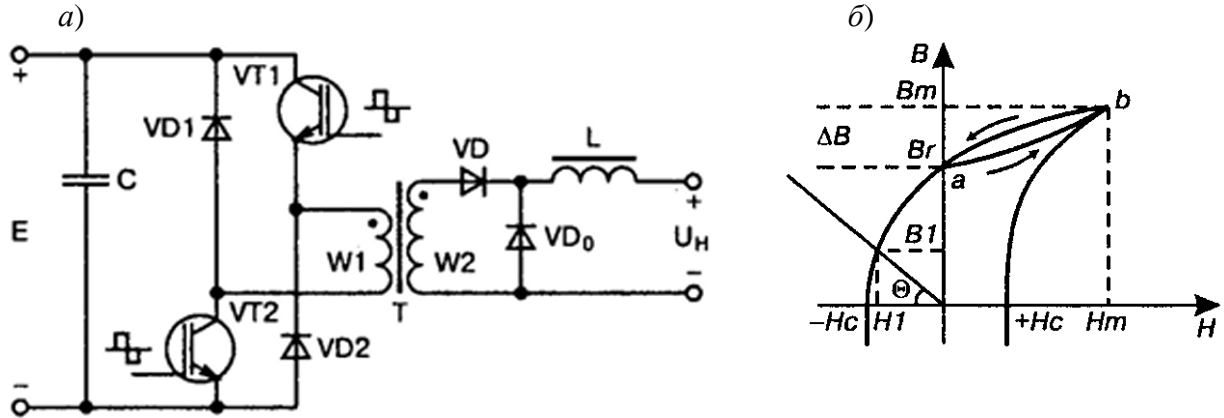 а)
б)
+
VT1
VD1
VD
L
C
E
+
W1
W2
VD₀
Uн
−
T
VT2
VD2
−
B
Bm
b
ΔB
Br
a
B1
Θ
−Hc
H1
+Hc
Hm
H